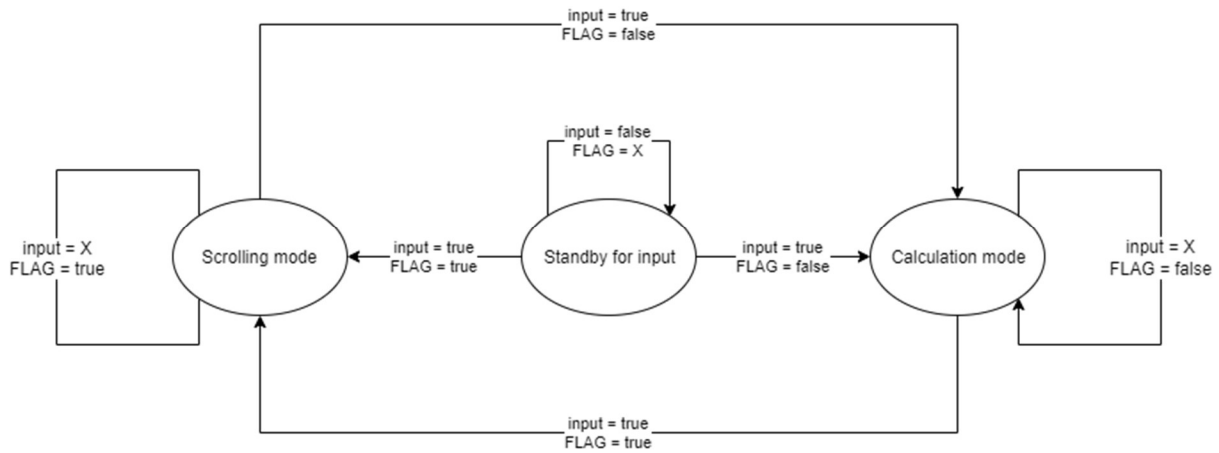 input = true
FLAG = false
input = false
FLAG = X
input = X
FLAG = true
Scrolling mode
input = true
FLAG = true
Standby for input
input = true
FLAG = false
Calculation mode
input = X
FLAG = false
input = true
FLAG = true